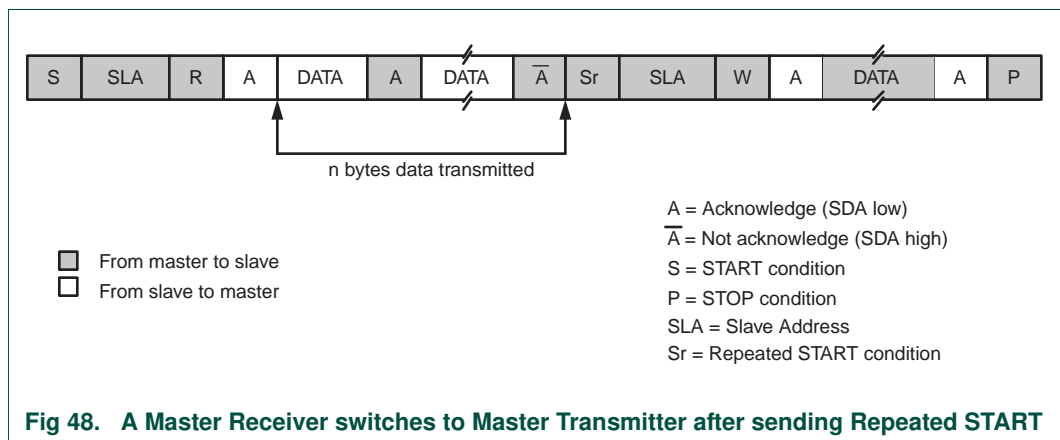 S SLA R A DATA A DATA A̅ Sr SLA W A DATA A P
n bytes data transmitted
From master to slave
From slave to master
A = Acknowledge (SDA low)
A̅ = Not acknowledge (SDA high)
S = START condition
P = STOP condition
SLA = Slave Address
Sr = Repeated START condition
Fig 48. A Master Receiver switches to Master Transmitter after sending Repeated START